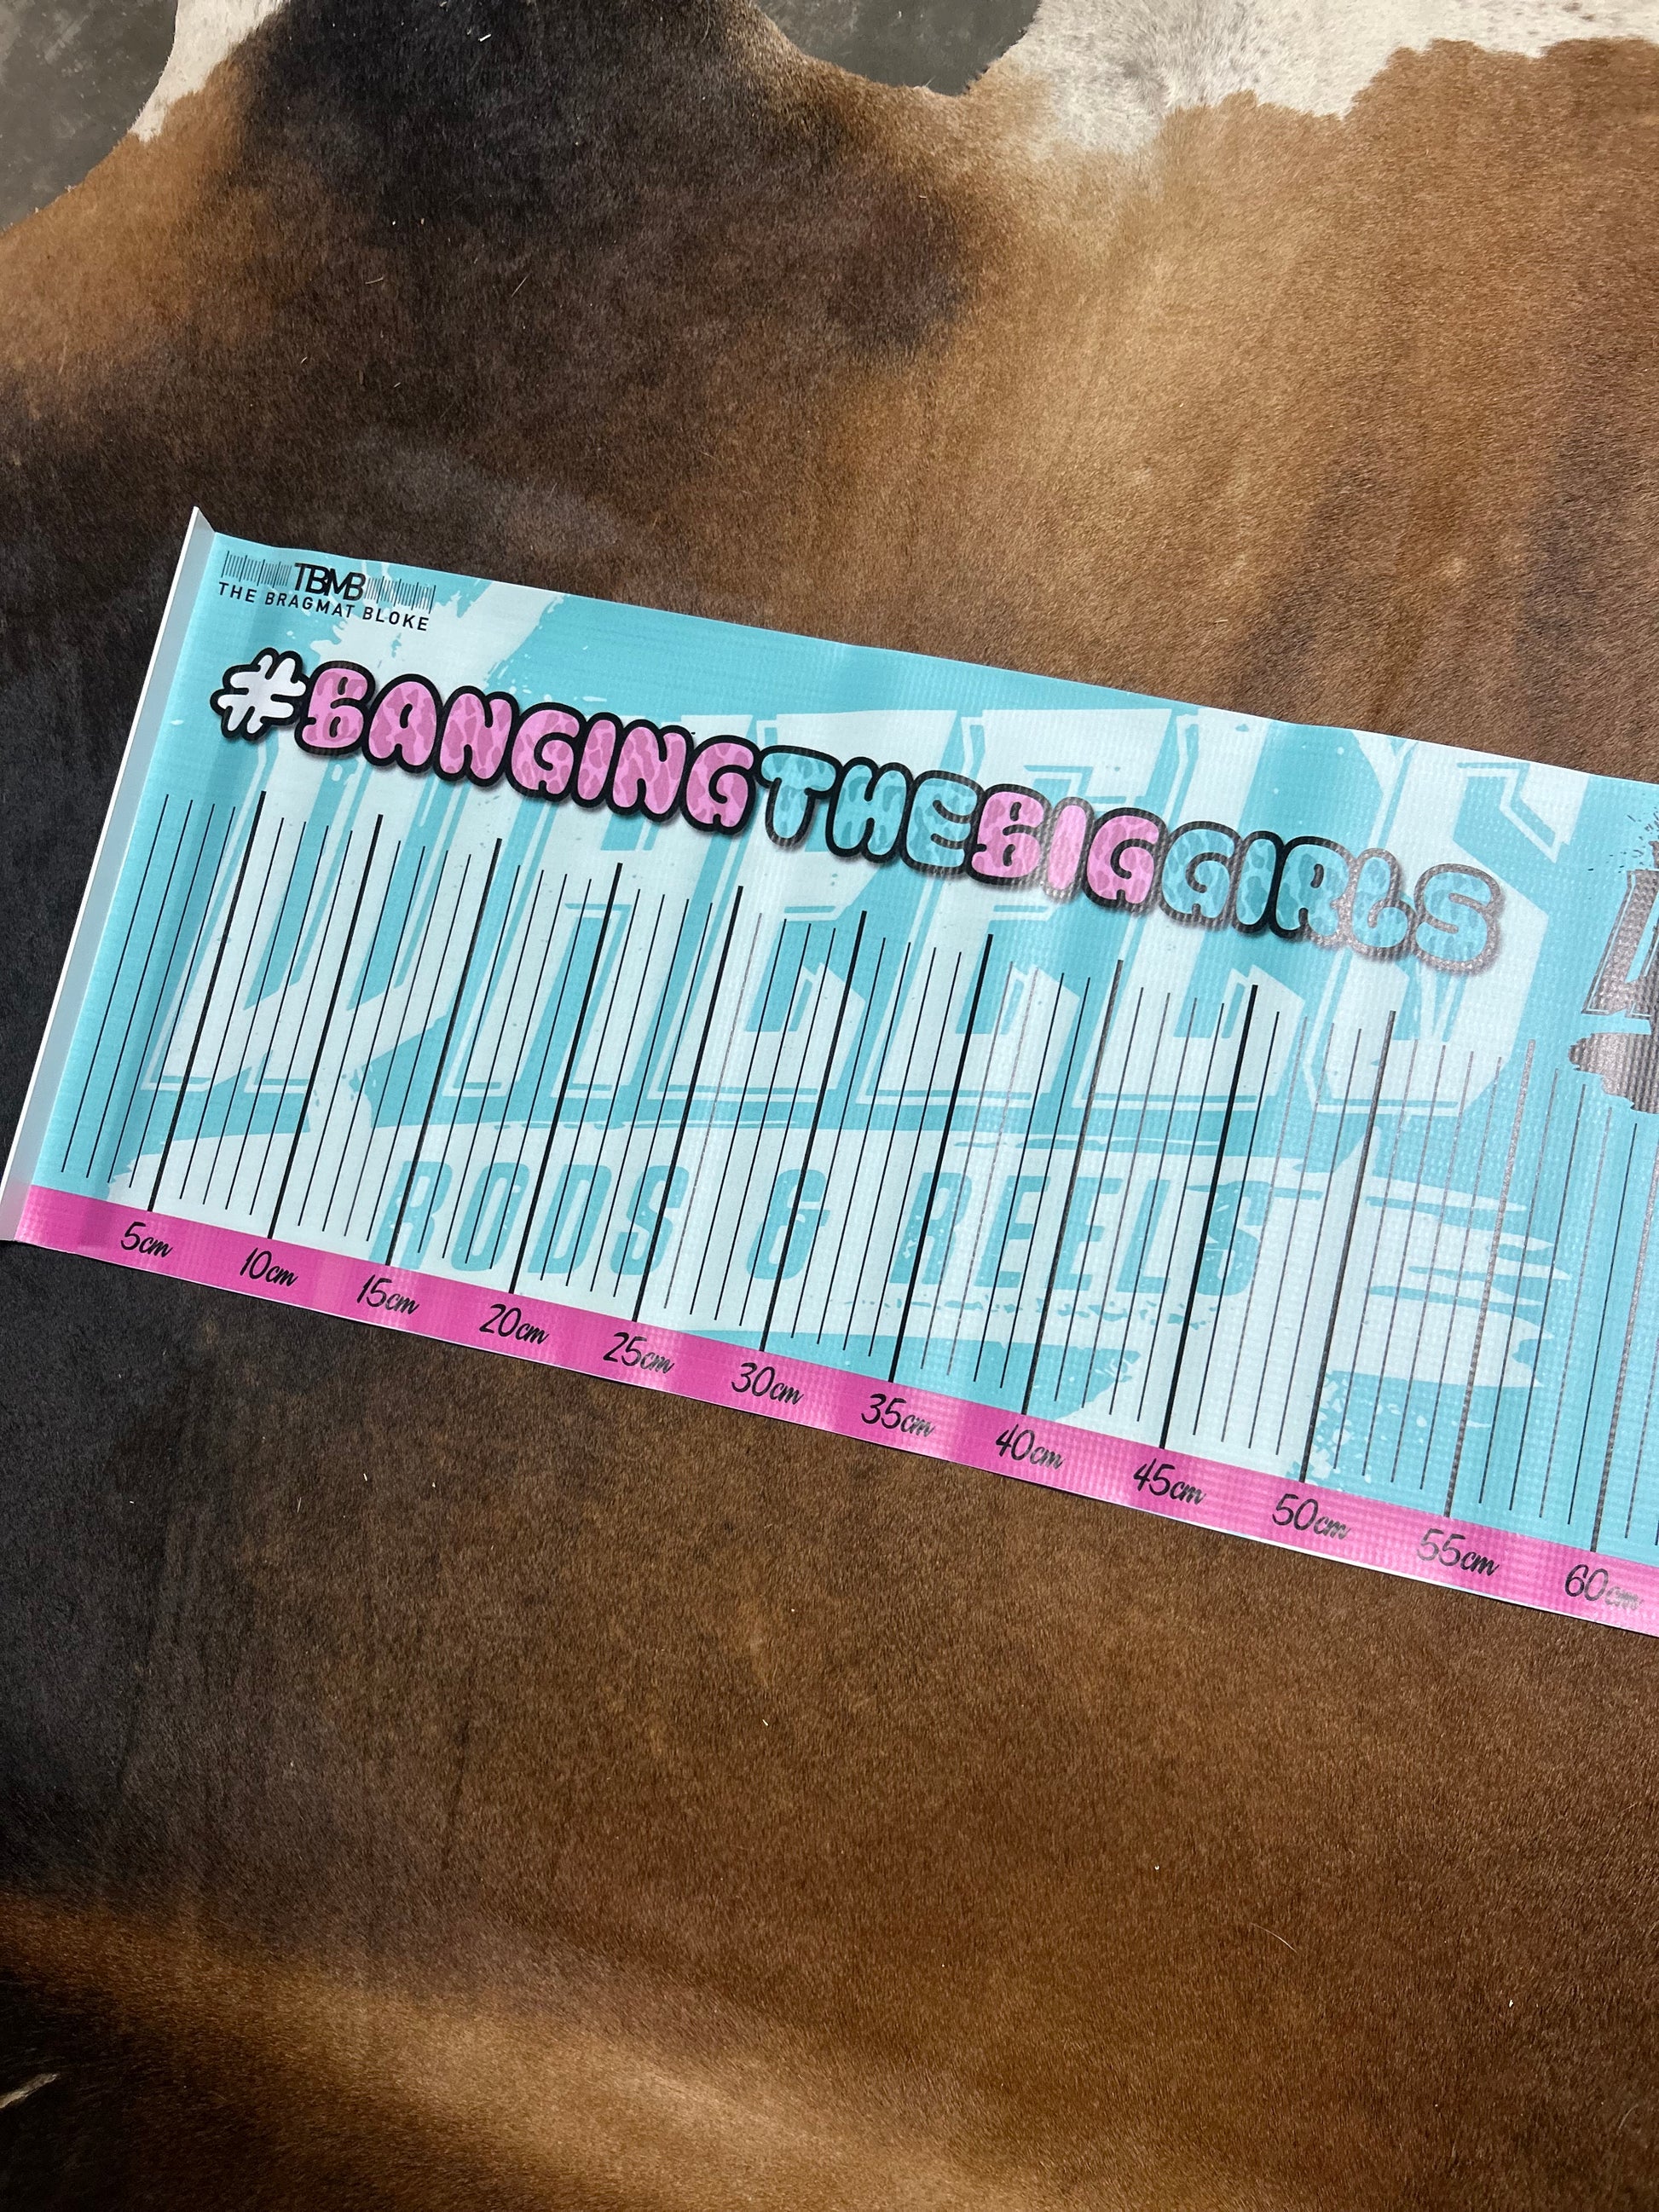 TBMB
THE BRAGMAT BLOKE
#BANGINGTHEBIGGIRLS
RODS & REELS
5cm
10cm
15cm
20cm
25cm
30cm
35cm
40cm
45cm
50cm
55cm
60cm